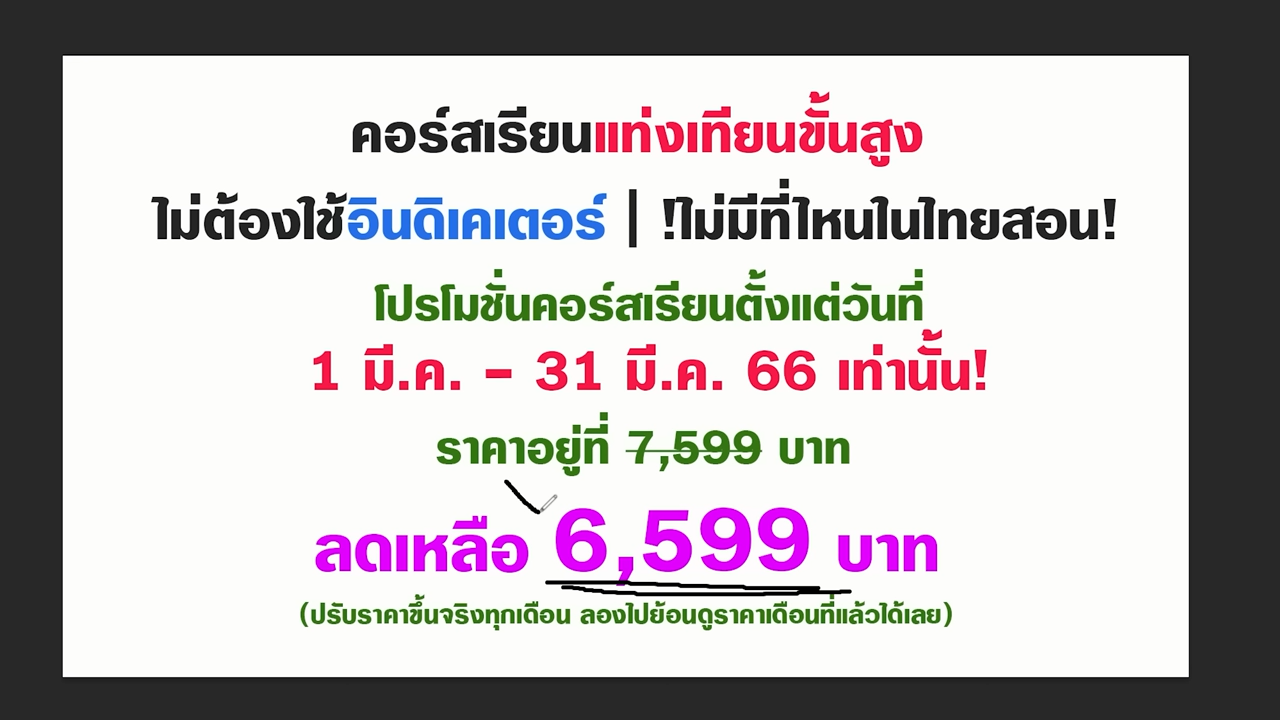 คอร์สเรียนแท่งเทียนขั้นสูง
ไม่ต้องใช้อินดิเคเตอร์ | !ไม่มีที่ไหนในไทยสอน!
โปรโมชั่นคอร์สเรียนตั้งแต่วันที่
1 มี.ค. – 31 มี.ค. 66 เท่านั้น!
ราคาอยู่ที่ 7,599 บาท
ลดเหลือ 6,599 บาท
(ปรับราคาขึ้นจริงทุกเดือน ลองไปย้อนดูราคาเดือนที่แล้วได้เลย)